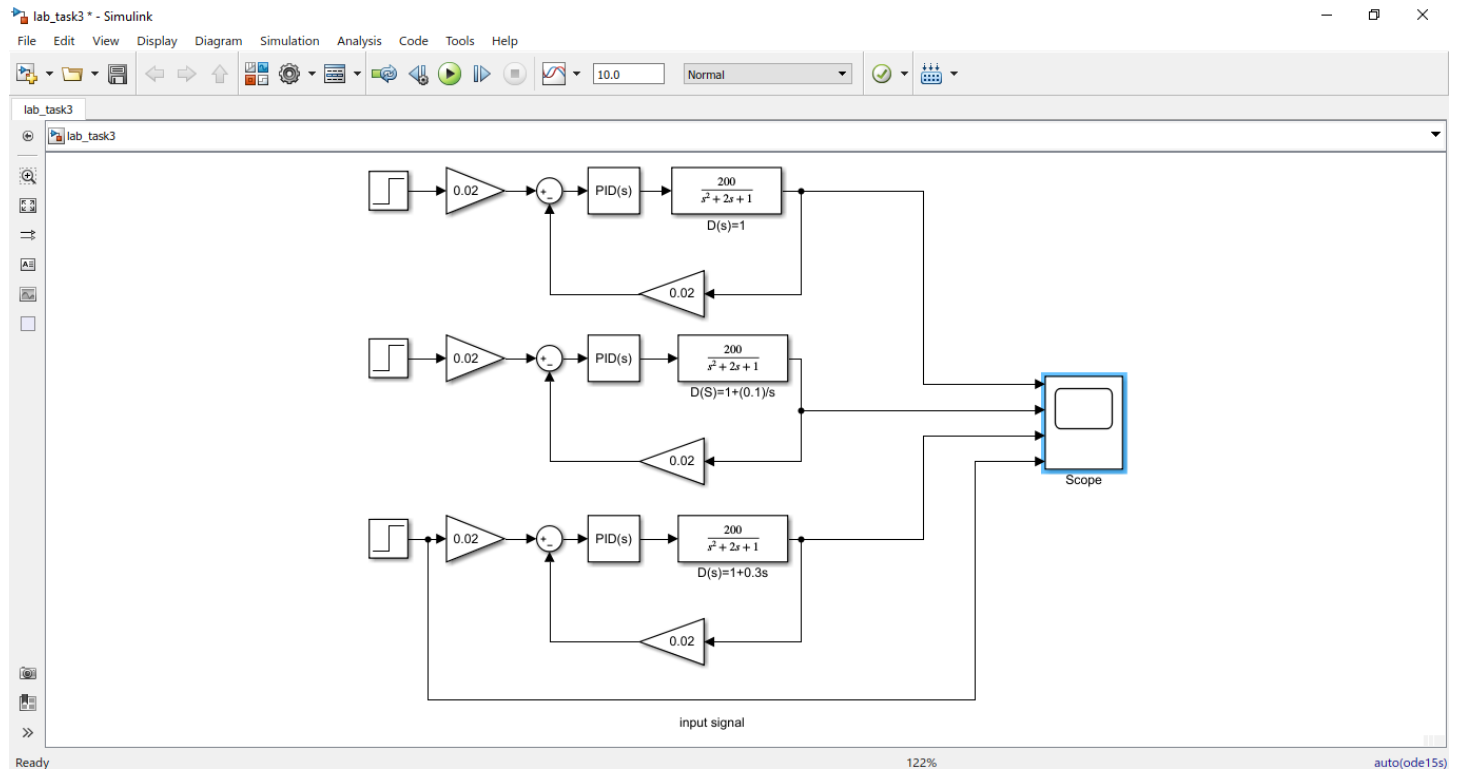 lab_task3 * - Simulink
File Edit View Display Diagram Simulation Analysis Code Tools Help
10.0 Normal
lab_task3
lab_task3
0.02 + - PID(s) 200
s² + 2s + 1
D(s)=1
0.02
0.02 + - PID(s) 200
s² + 2s + 1
D(S)=1+(0.1)/s
0.02
Scope
0.02 + - PID(s) 200
s² + 2s + 1
D(s)=1+0.3s
0.02
input signal
Ready 122% auto(ode15s)